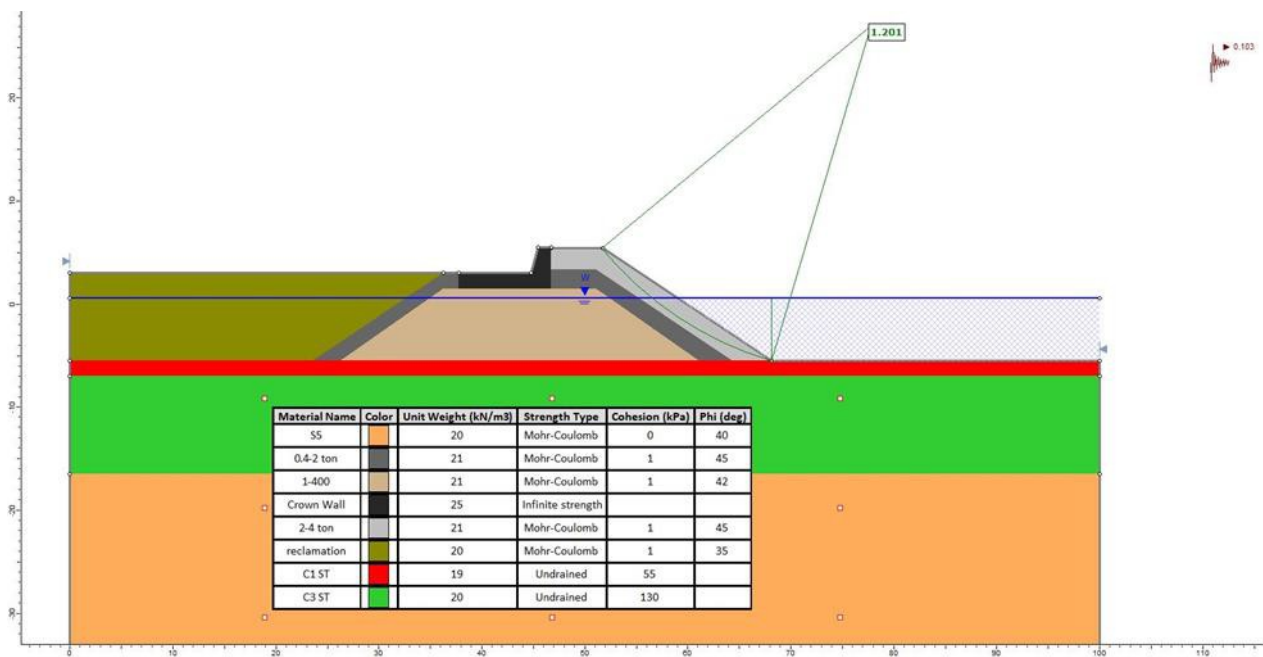 1.201
0.103
20
10
0
-10
-20
-30
W
Material Name Color Unit Weight (kN/m3) Strength Type Cohesion (kPa) Phi (deg)
S5 20 Mohr-Coulomb 0 40
0.4-2 ton 21 Mohr-Coulomb 1 45
1-400 21 Mohr-Coulomb 1 42
Crown Wall 25 Infinite strength
2-4 ton 21 Mohr-Coulomb 1 45
reclamation 20 Mohr-Coulomb 1 35
C1 ST 19 Undrained 55
C3 ST 20 Undrained 130
0 10 20 30 40 50 60 70 80 90 100 110